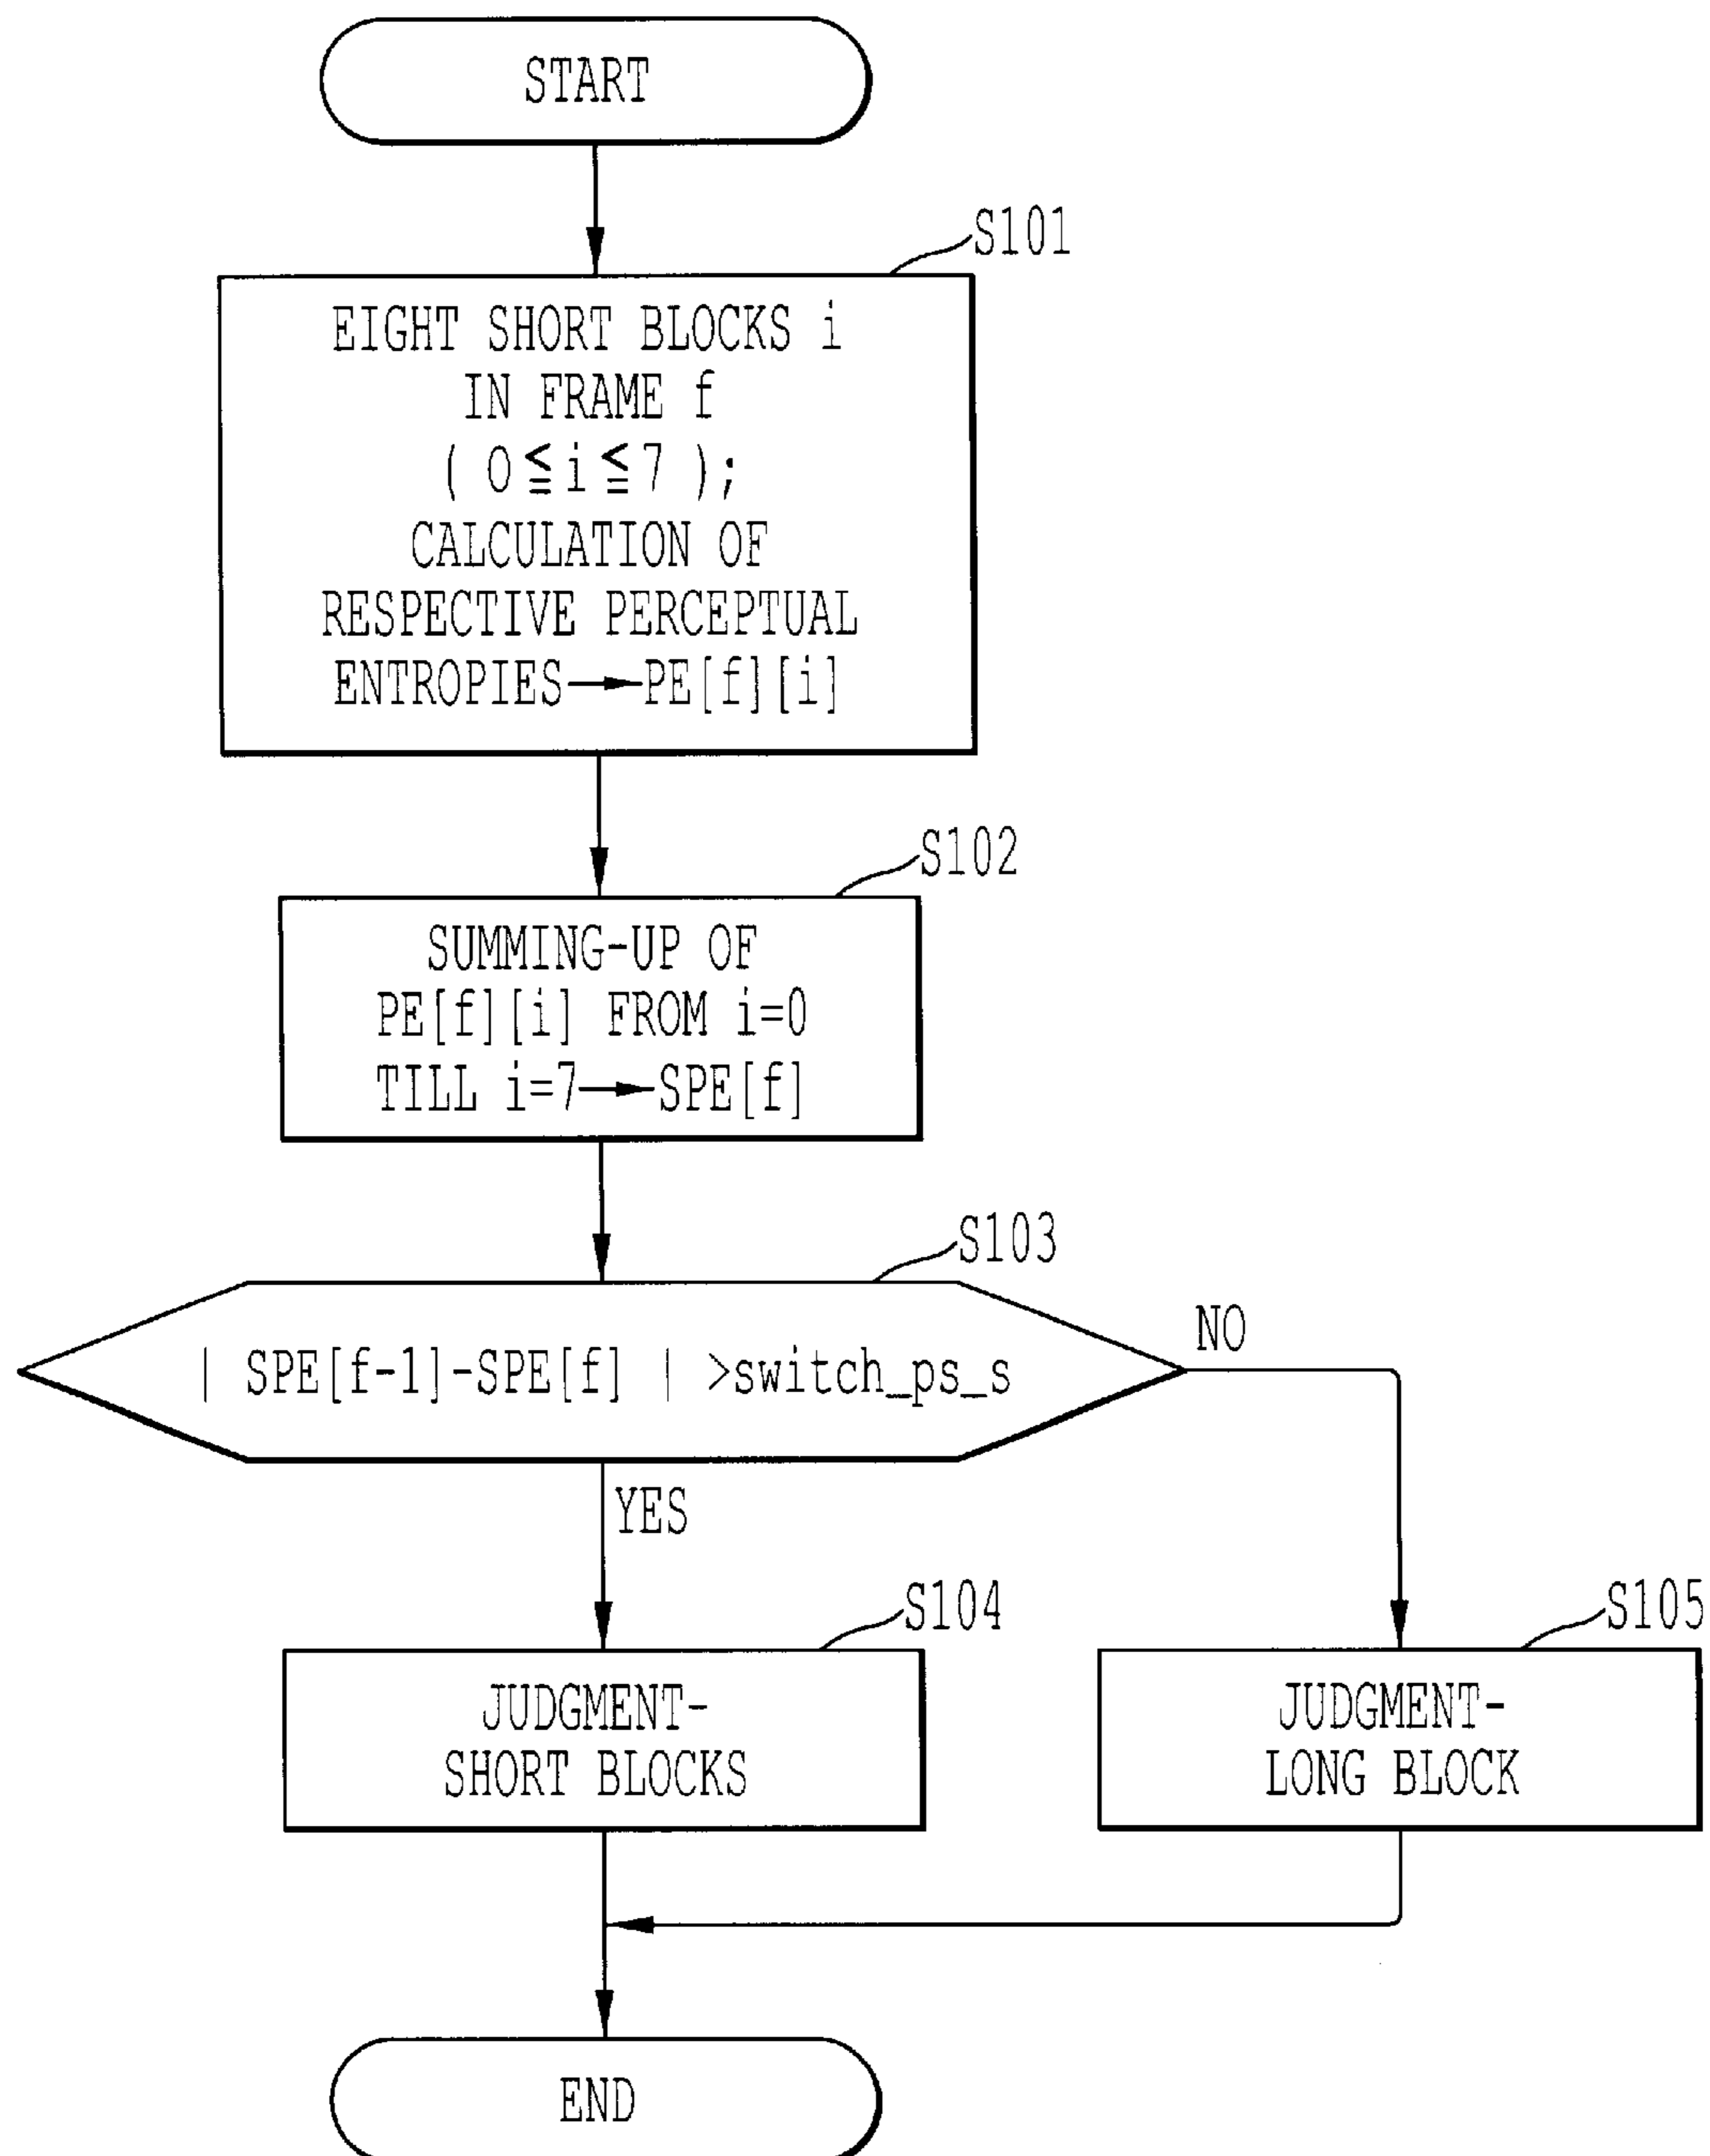 START
S101
EIGHT SHORT BLOCKS i
IN FRAME f
( 0≦i≦7 );
CALCULATION OF
RESPECTIVE PERCEPTUAL
ENTROPIES→PE[f][i]
S102
SUMMING-UP OF
PE[f][i] FROM i=0
TILL i=7→SPE[f]
S103
| SPE[f-1]-SPE[f] | >switch_ps_s
NO
YES
S104
JUDGMENT-
SHORT BLOCKS
S105
JUDGMENT-
LONG BLOCK
END